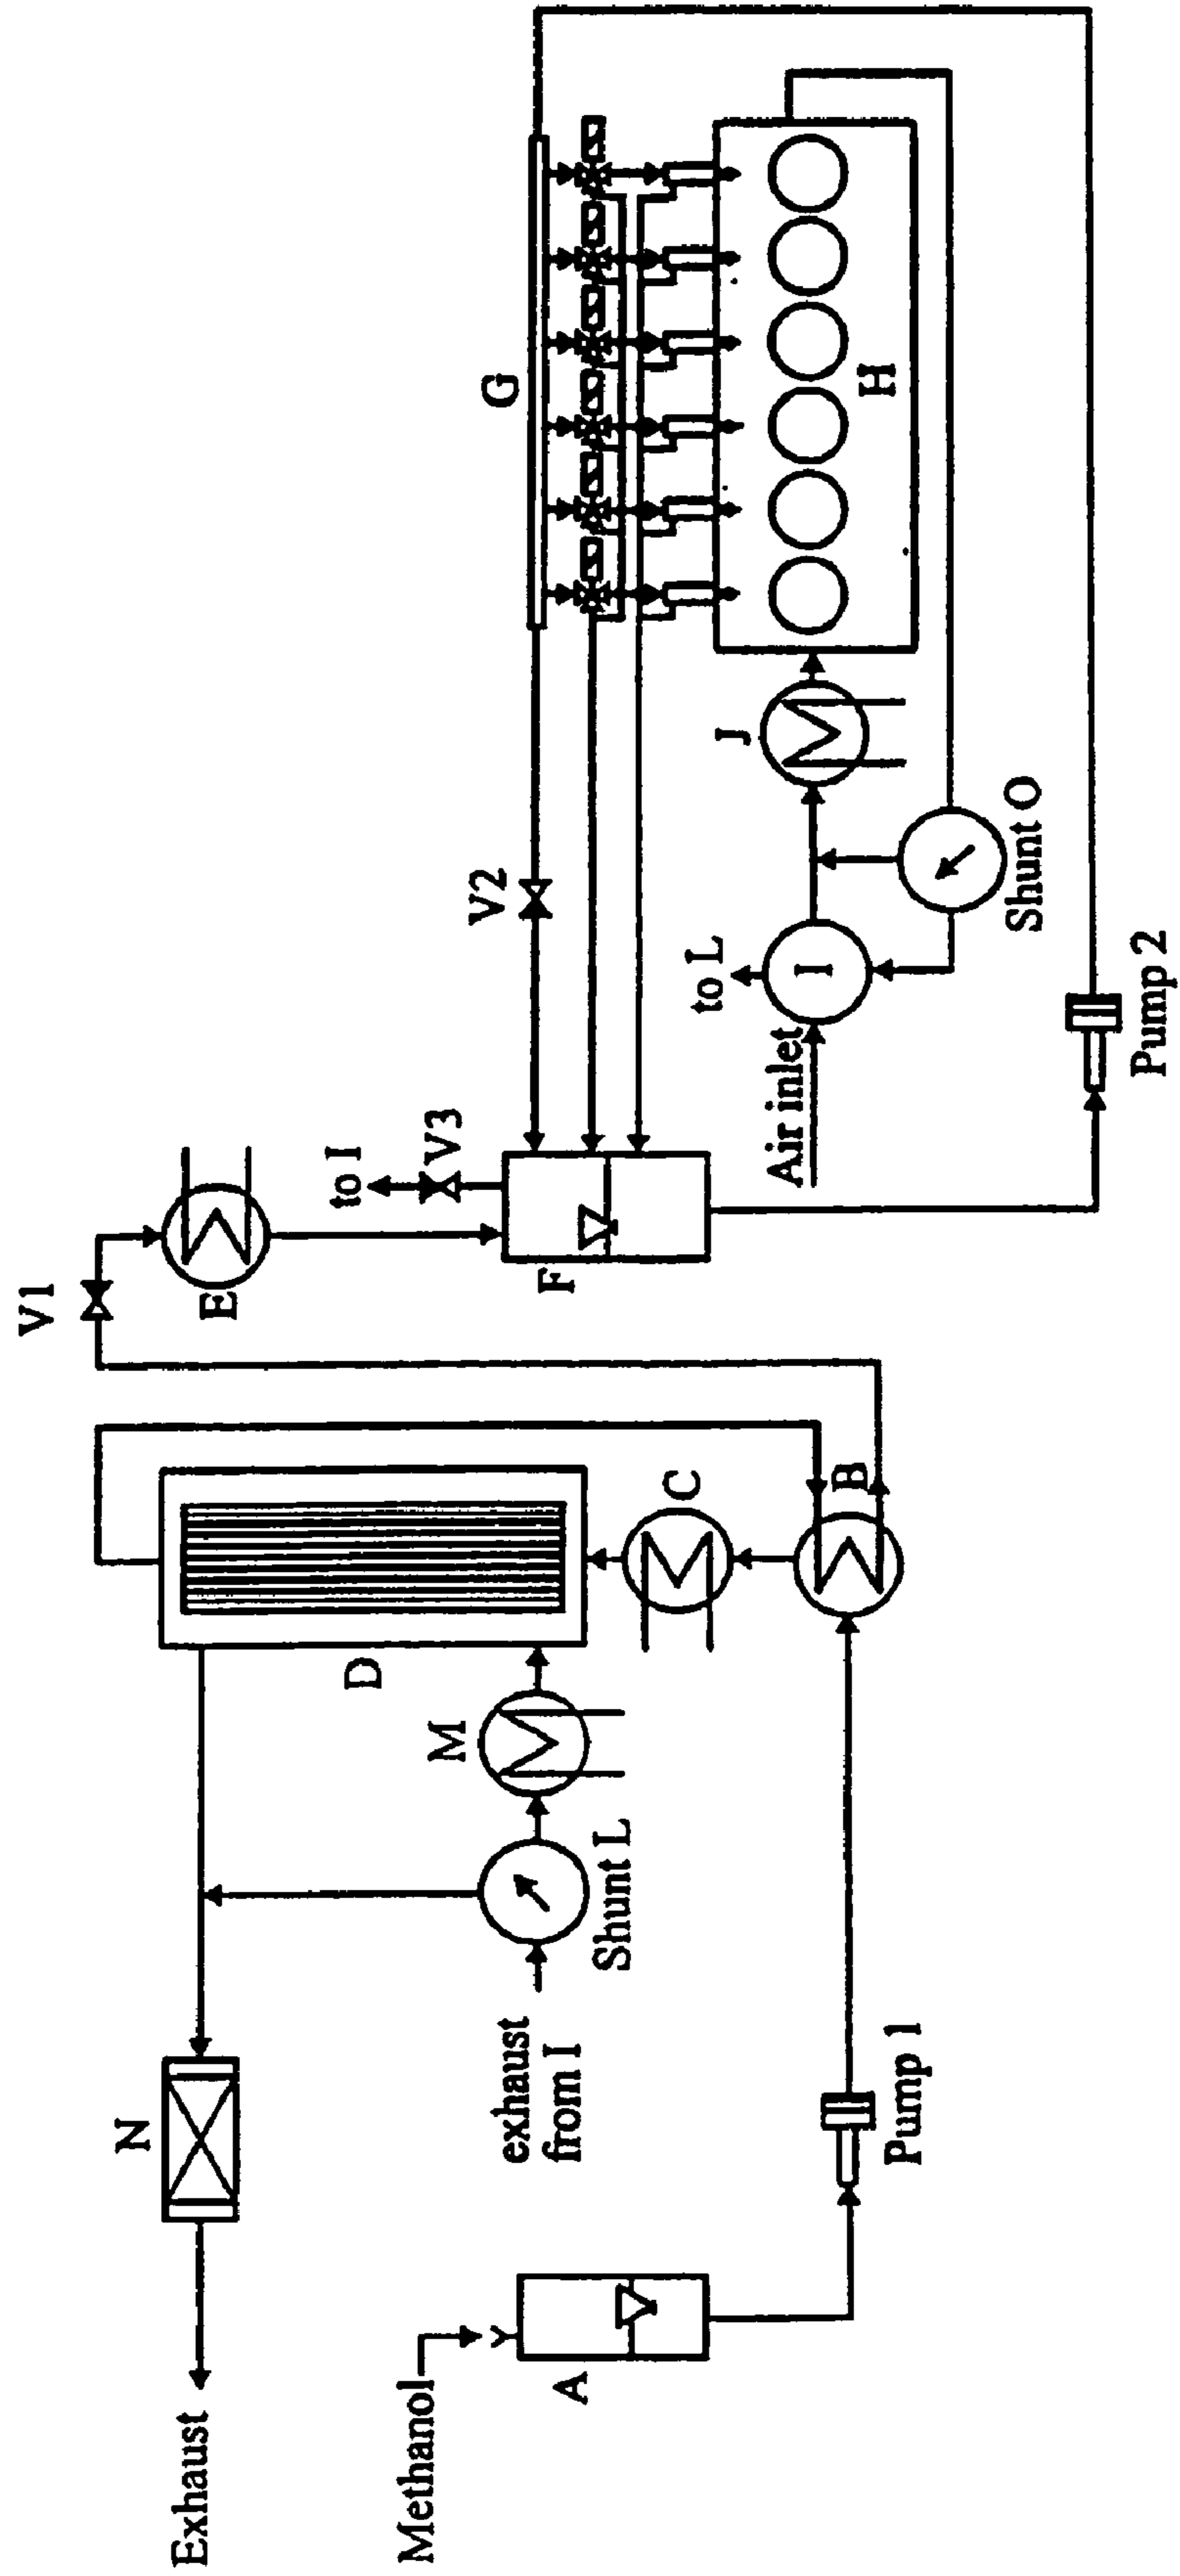 Exhaust
N
Methanol
A
exhaust
from I
Shunt L
M
D
Pump 1
C
B
V1
E
F
to I
V3
V2
G
Air inlet
to L
I
J
Shunt O
H
Pump 2